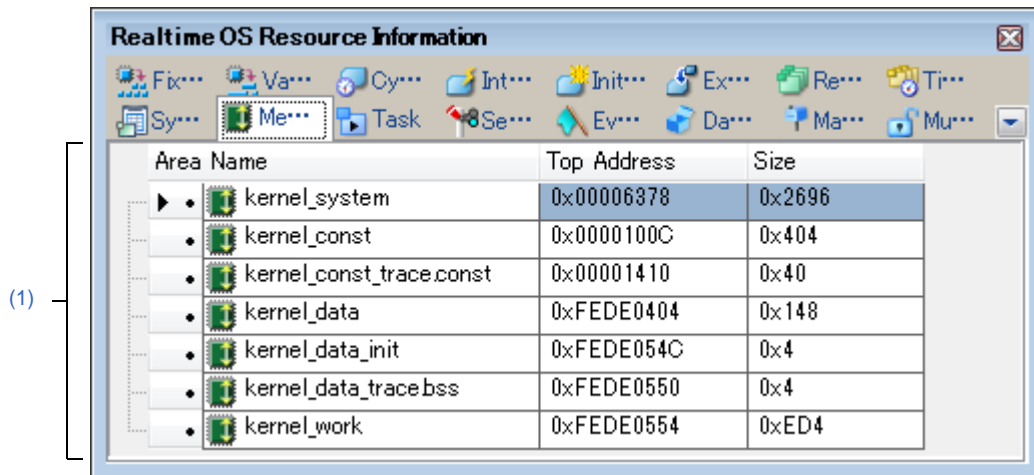 Realtime OS Resource Information
Fix··· Va··· Cy··· Int··· Init··· Ex··· Re··· Ti···
Sy··· Me··· Task Se··· Ev··· Da··· Ma··· Mu···
Area Name Top Address Size
kernel_system 0x00006378 0x2696
kernel_const 0x0000100C 0x404
kernel_const_trace.const 0x00001410 0x40
(1)
kernel_data 0xFEDE0404 0x148
kernel_data_init 0xFEDE054C 0x4
kernel_data_trace.bss 0xFEDE0550 0x4
kernel_work 0xFEDE0554 0xED4